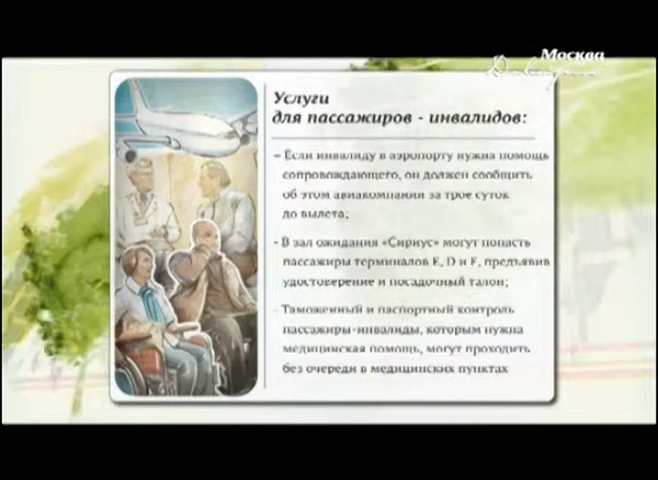 Москва
Доверие
Услуги
для пассажиров - инвалидов:
– Если инвалиду в аэропорту нужна помощь
сопровождающего, он должен сообщить
об этом авиакомпании за трое суток
до вылета;
- В зал ожидания «Сириус» могут попасть
пассажиры терминалов E, D и F, предъявив
удостоверение и посадочный талон;
- Таможенный и паспортный контроль
пассажиры-инвалиды, которым нужна
медицинская помощь, могут проходить
без очереди в медицинских пунктах